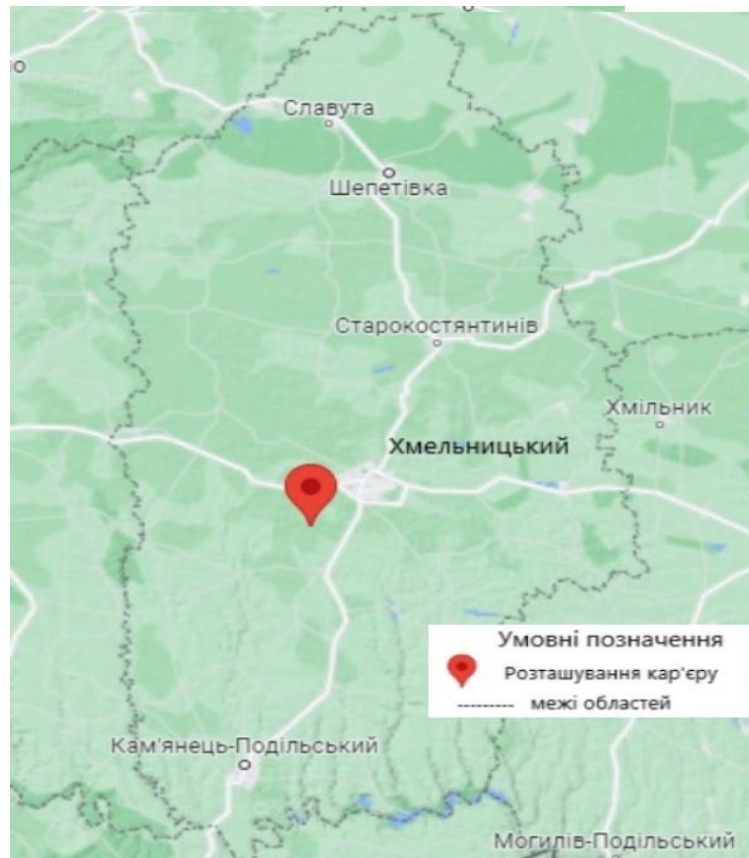 Славута
Шепетівка
Старокостянтинів
Хмільник
Хмельницький
Умовні позначення
Розташування кар'єру
межі областей
Кам'янець-Подільський
Могилів-Подільський